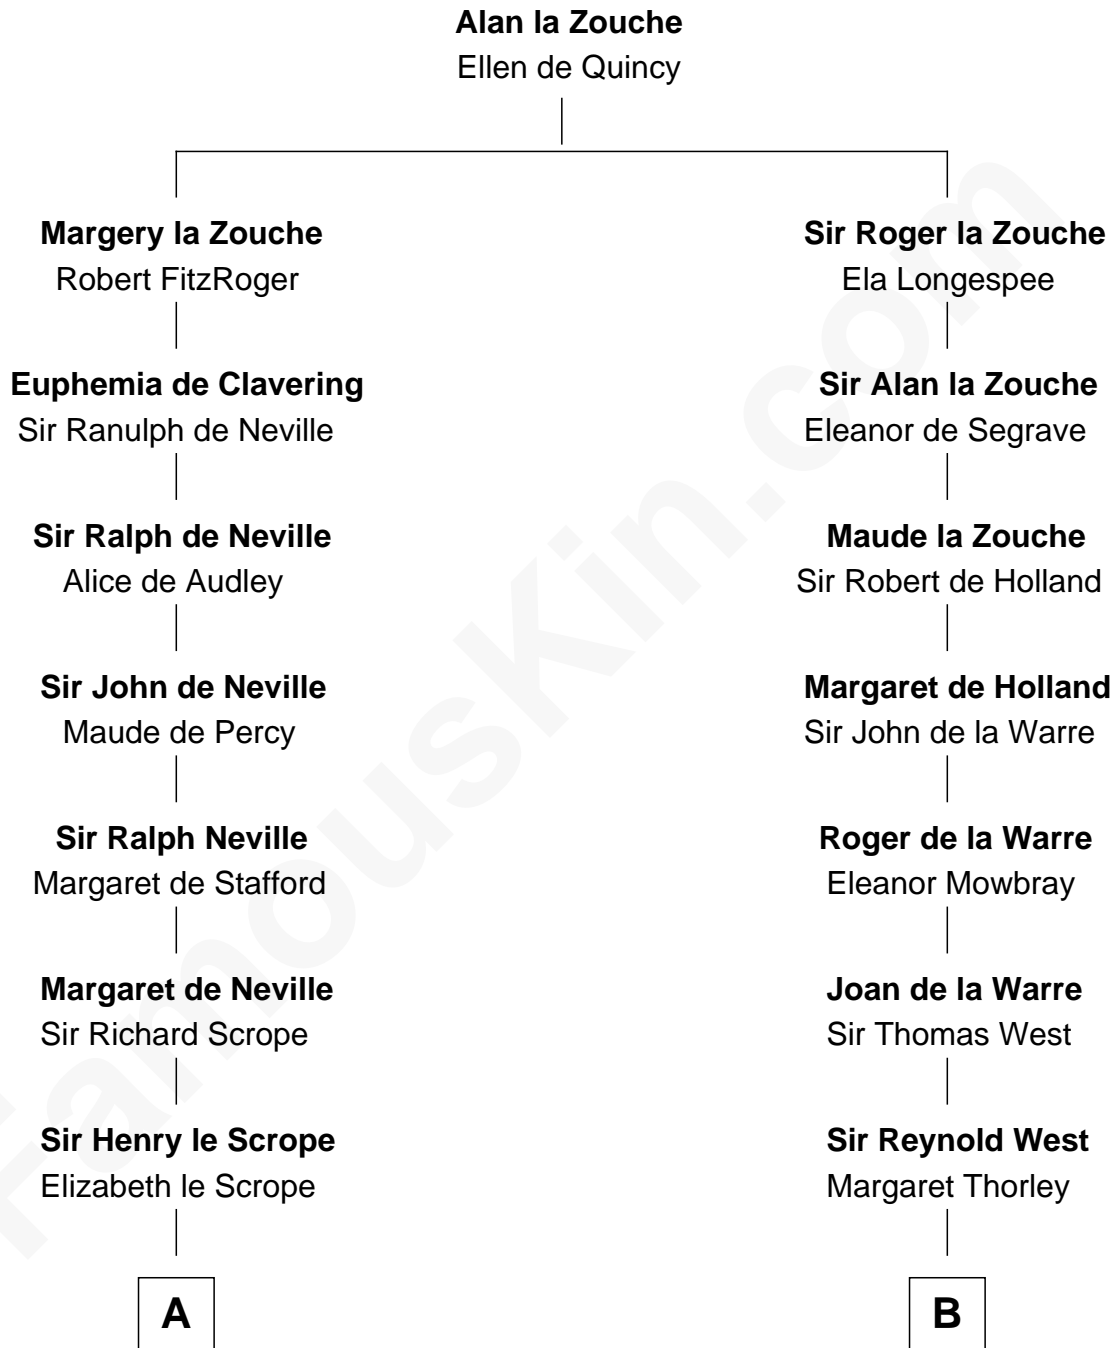 Alan la Zouche
Ellen de Quincy
Margery la Zouche
Robert FitzRoger
Sir Roger la Zouche
Ela Longespee
Euphemia de Clavering
Sir Ranulph de Neville
Sir Alan la Zouche
Eleanor de Segrave
Sir Ralph de Neville
Alice de Audley
Maude la Zouche
Sir Robert de Holland
Sir John de Neville
Maude de Percy
Margaret de Holland
Sir John de la Warre
Sir Ralph Neville
Margaret de Stafford
Roger de la Warre
Eleanor Mowbray
Margaret de Neville
Sir Richard Scrope
Joan de la Warre
Sir Thomas West
Sir Henry le Scrope
Elizabeth le Scrope
Sir Reynold West
Margaret Thorley
A
B
FamousKin.com